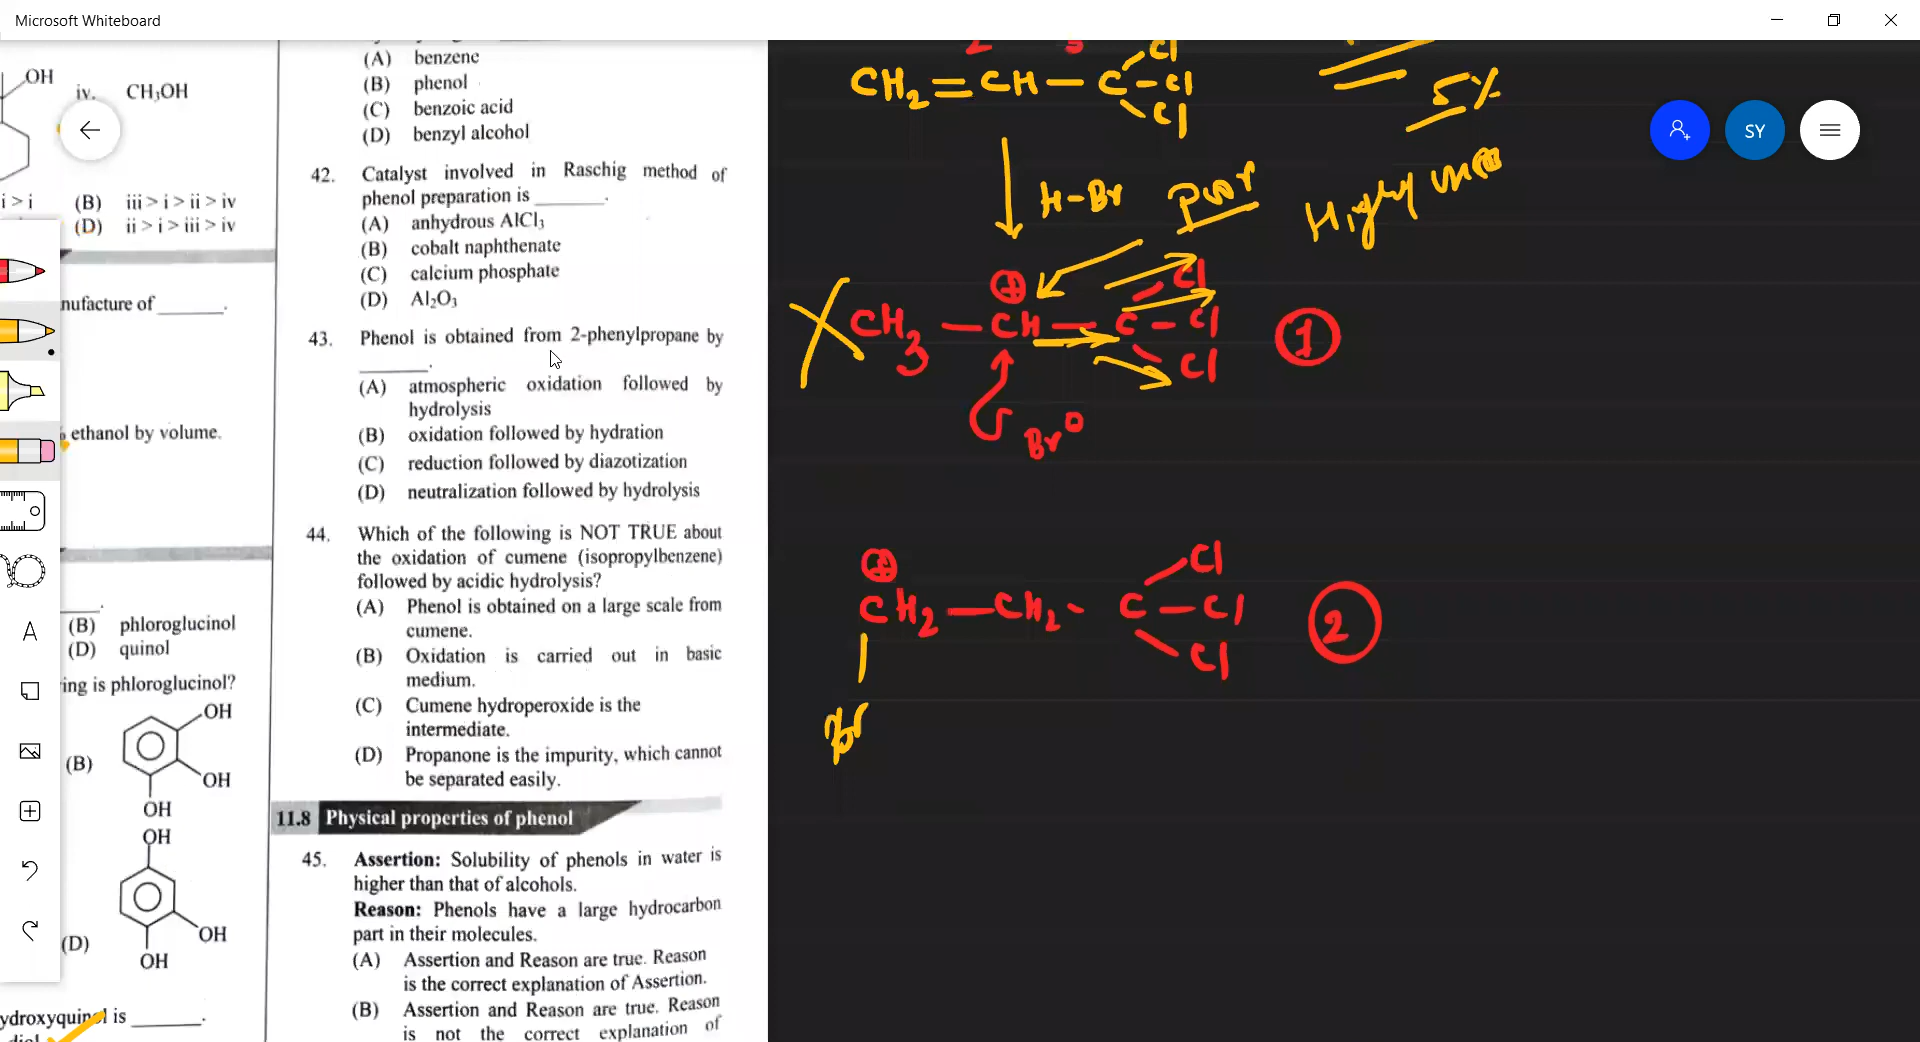 Microsoft Whiteboard
OH
iv. CH₃OH
i > i
(B) iii > i > ii > iv
(D) ii > i > iii > iv
nufacture of ______.
ethanol by volume.
(B) phloroglucinol
(D) quinol
ing is phloroglucinol?
OH
(B)
OH
OH
OH
(D)
OH
OH
ydroxyquinol is ______.
A
(A) benzene
(B) phenol
(C) benzoic acid
(D) benzyl alcohol
42. Catalyst involved in Raschig method of
phenol preparation is ______.
(A) anhydrous AlCl₃
(B) cobalt naphthenate
(C) calcium phosphate
(D) Al₂O₃
43. Phenol is obtained from 2-phenylpropane by
______.
(A) atmospheric oxidation followed by
hydrolysis
(B) oxidation followed by hydration
(C) reduction followed by diazotization
(D) neutralization followed by hydrolysis
44. Which of the following is NOT TRUE about
the oxidation of cumene (isopropylbenzene)
followed by acidic hydrolysis?
(A) Phenol is obtained on a large scale from
cumene.
(B) Oxidation is carried out in basic
medium.
(C) Cumene hydroperoxide is the
intermediate.
(D) Propanone is the impurity, which cannot
be separated easily.
11.8 Physical properties of phenol
45. Assertion: Solubility of phenols in water is
higher than that of alcohols.
Reason: Phenols have a large hydrocarbon
part in their molecules.
(A) Assertion and Reason are true. Reason
is the correct explanation of Assertion.
(B) Assertion and Reason are true. Reason
is not the correct explanation of
Cl
CH₂=CH-C-Cl
Cl
5%
H-Br
Highly
⊕ Cl
CH₃-CH-C-Cl
Cl
1
Br
⊕ Cl
CH₂-CH₂-C-Cl
Cl
2
Br
SY